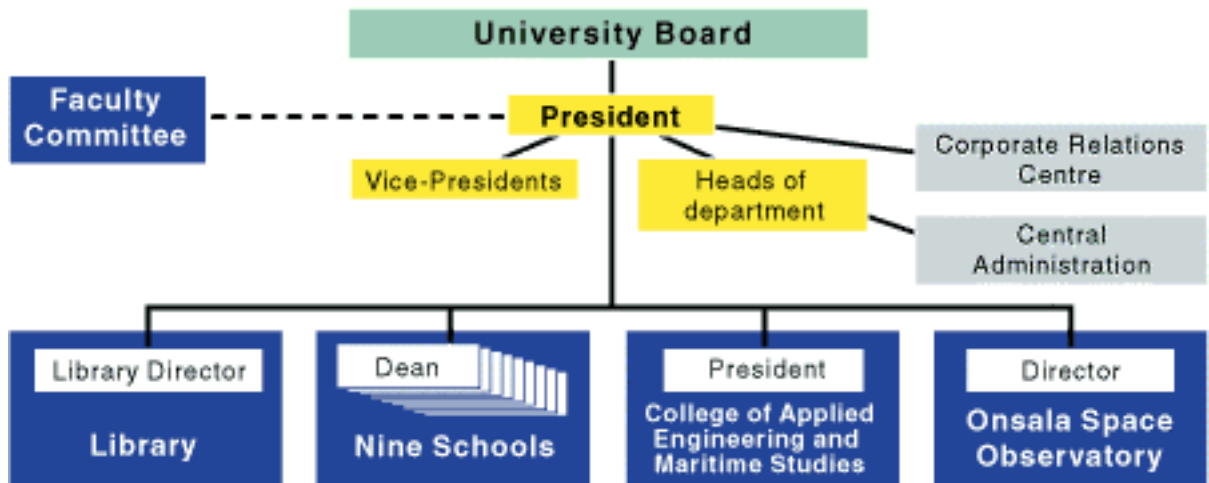 University Board
Faculty
Committee
President
Corporate Relations
Centre
Vice-Presidents
Heads of
department
Central
Administration
Library Director
Library
Dean
Nine Schools
President
College of Applied
Engineering and
Maritime Studies
Director
Onsala Space
Observatory